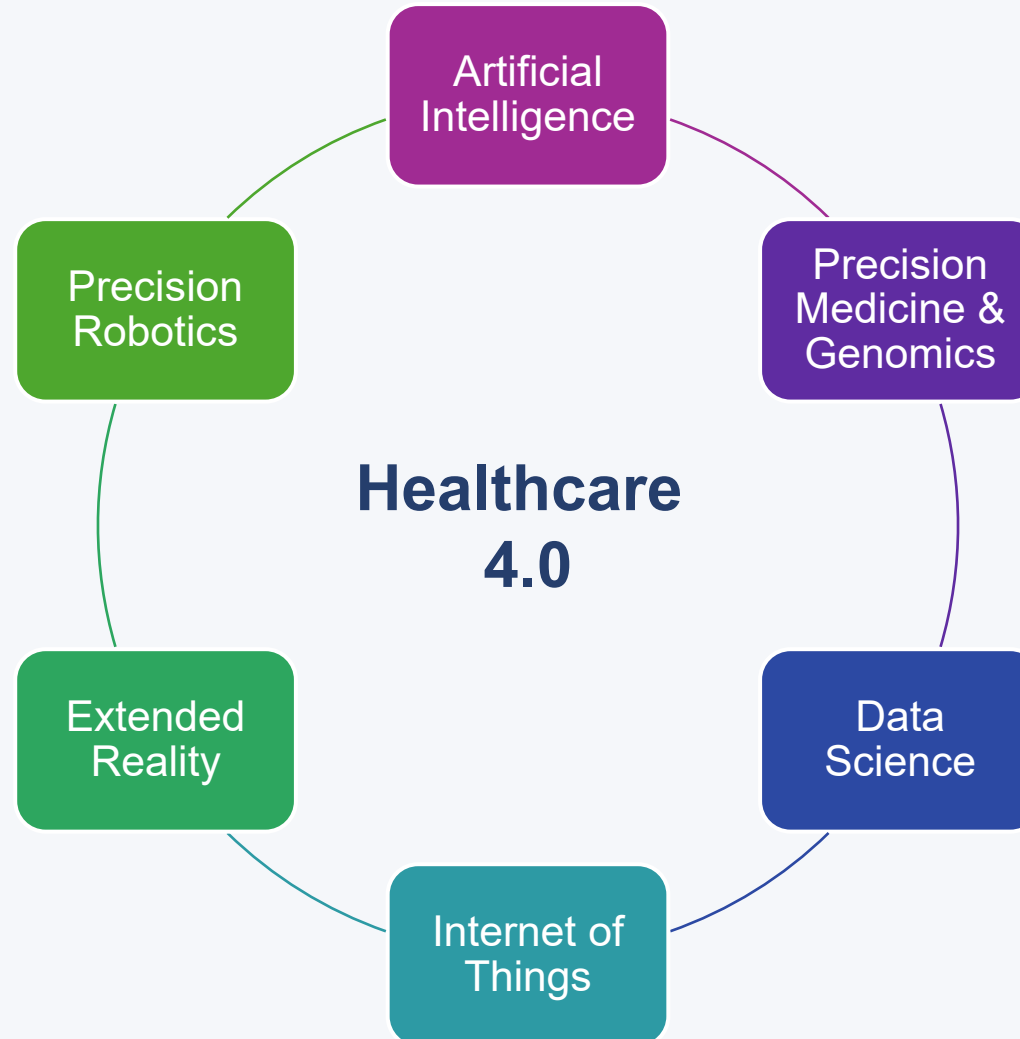 Artificial
Intelligence
Precision
Medicine &
Genomics
Precision
Robotics
Healthcare
4.0
Data
Science
Extended
Reality
Internet of
Things